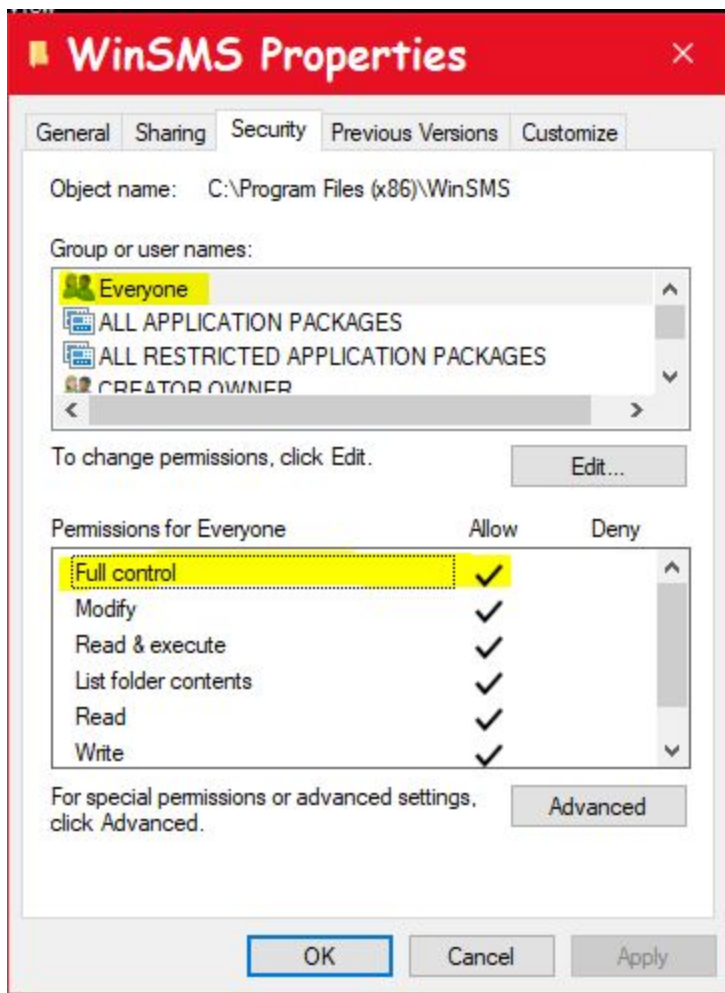 WinSMS Properties
General Sharing Security Previous Versions Customize
Object name: C:\Program Files (x86)\WinSMS
Group or user names:
Everyone
ALL APPLICATION PACKAGES
ALL RESTRICTED APPLICATION PACKAGES
CREATOR OWNER
To change permissions, click Edit.
Edit...
Permissions for Everyone Allow Deny
Full control
Modify
Read & execute
List folder contents
Read
Write
For special permissions or advanced settings,
click Advanced.
Advanced
OK Cancel Apply